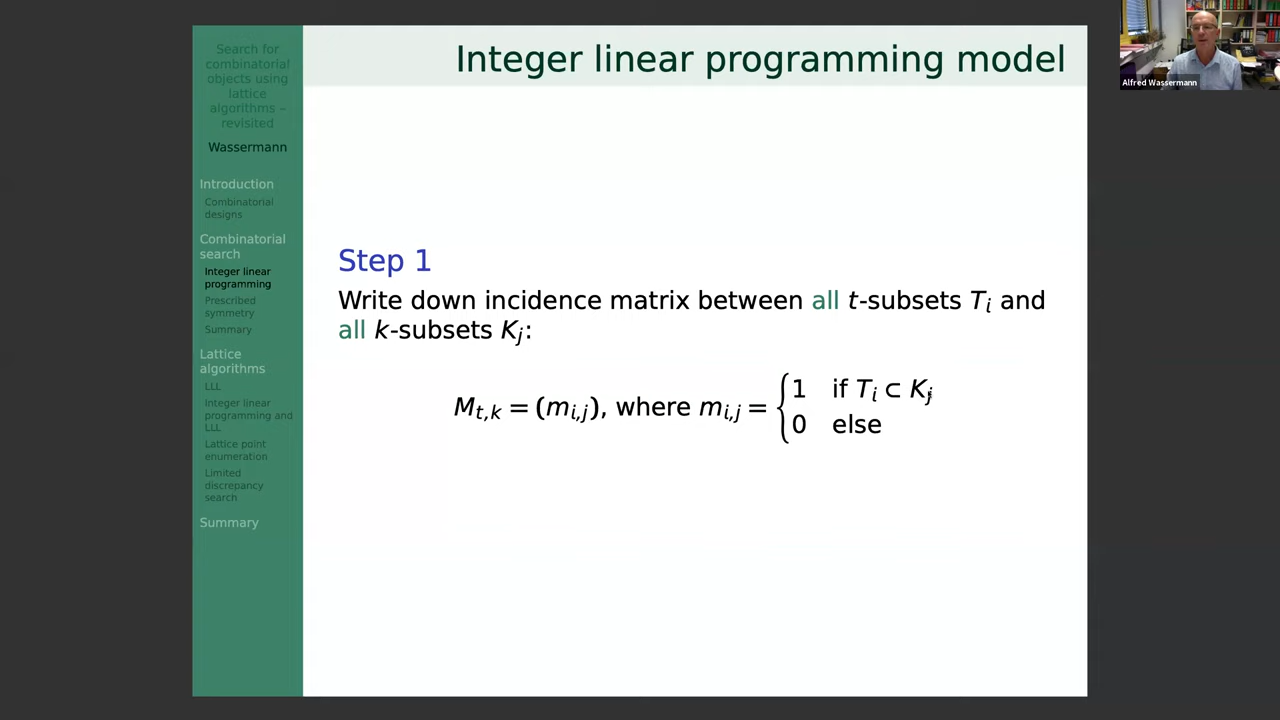 Search for
combinatorial
objects using
lattice
algorithms –
revisited
Wassermann
Introduction
Combinatorial
designs
Combinatorial
search
Integer linear
programming
Prescribed
symmetry
Summary
Lattice
algorithms
LLL
Integer linear
programming and
LLL
Lattice point
enumeration
Limited
discrepancy
search
Summary
Integer linear programming model
Step 1
Write down incidence matrix between all t-subsets T_i and
all k-subsets K_j:
M_{t,k} = (m_{i,j}), where m_{i,j} = { 1 if T_i ⊂ K_j
0 else
Alfred Wassermann